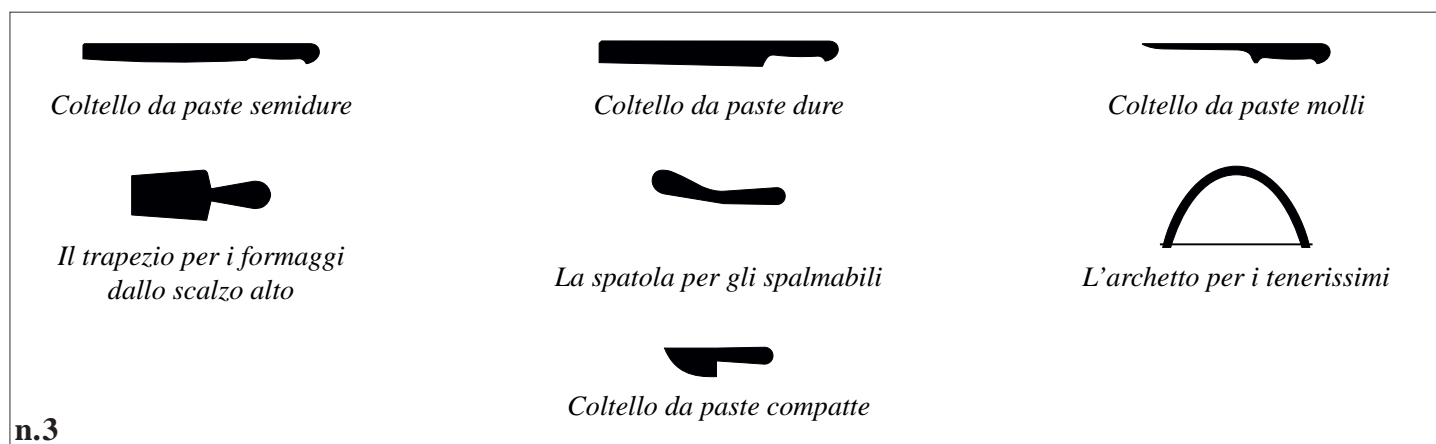 Coltello da paste semidure
Coltello da paste dure
Coltello da paste molli
Il trapezio per i formaggi
dallo scalzo alto
La spatola per gli spalmabili
L’archetto per i tenerissimi
Coltello da paste compatte
n.3